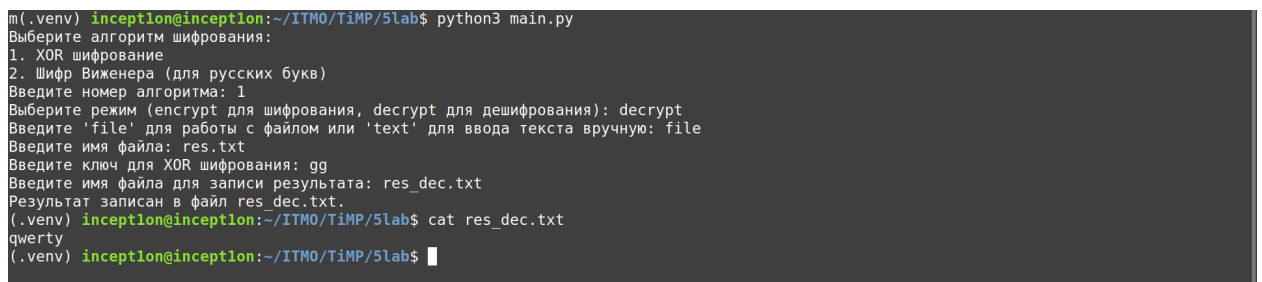 m(.venv) incept1on@incept1on:~/ITMO/TiMP/5lab$ python3 main.py
Выберите алгоритм шифрования:
1. XOR шифрование
2. Шифр Виженера (для русских букв)
Введите номер алгоритма: 1
Выберите режим (encrypt для шифрования, decrypt для дешифрования): decrypt
Введите 'file' для работы с файлом или 'text' для ввода текста вручную: file
Введите имя файла: res.txt
Введите ключ для XOR шифрования: gg
Введите имя файла для записи результата: res_dec.txt
Результат записан в файл res_dec.txt.
(.venv) incept1on@incept1on:~/ITMO/TiMP/5lab$ cat res_dec.txt
qwerty
(.venv) incept1on@incept1on:~/ITMO/TiMP/5lab$